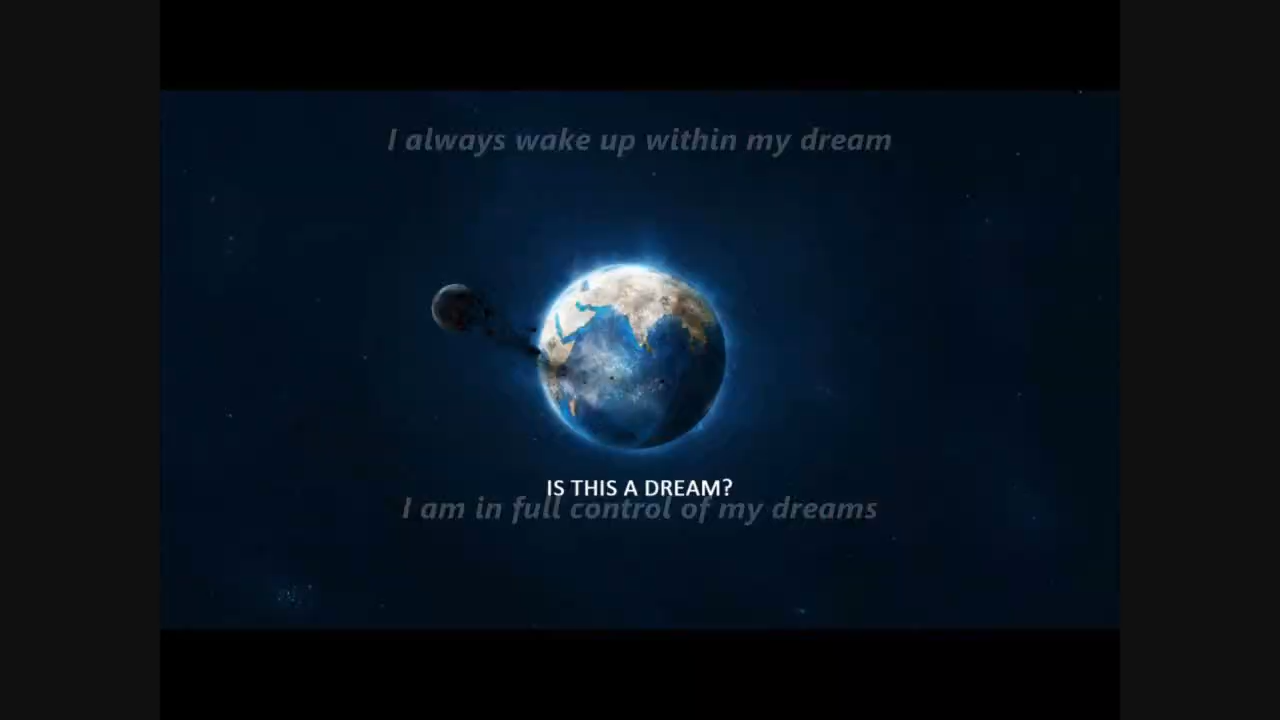 I always wake up within my dream
IS THIS A DREAM?
I am in full control of my dreams